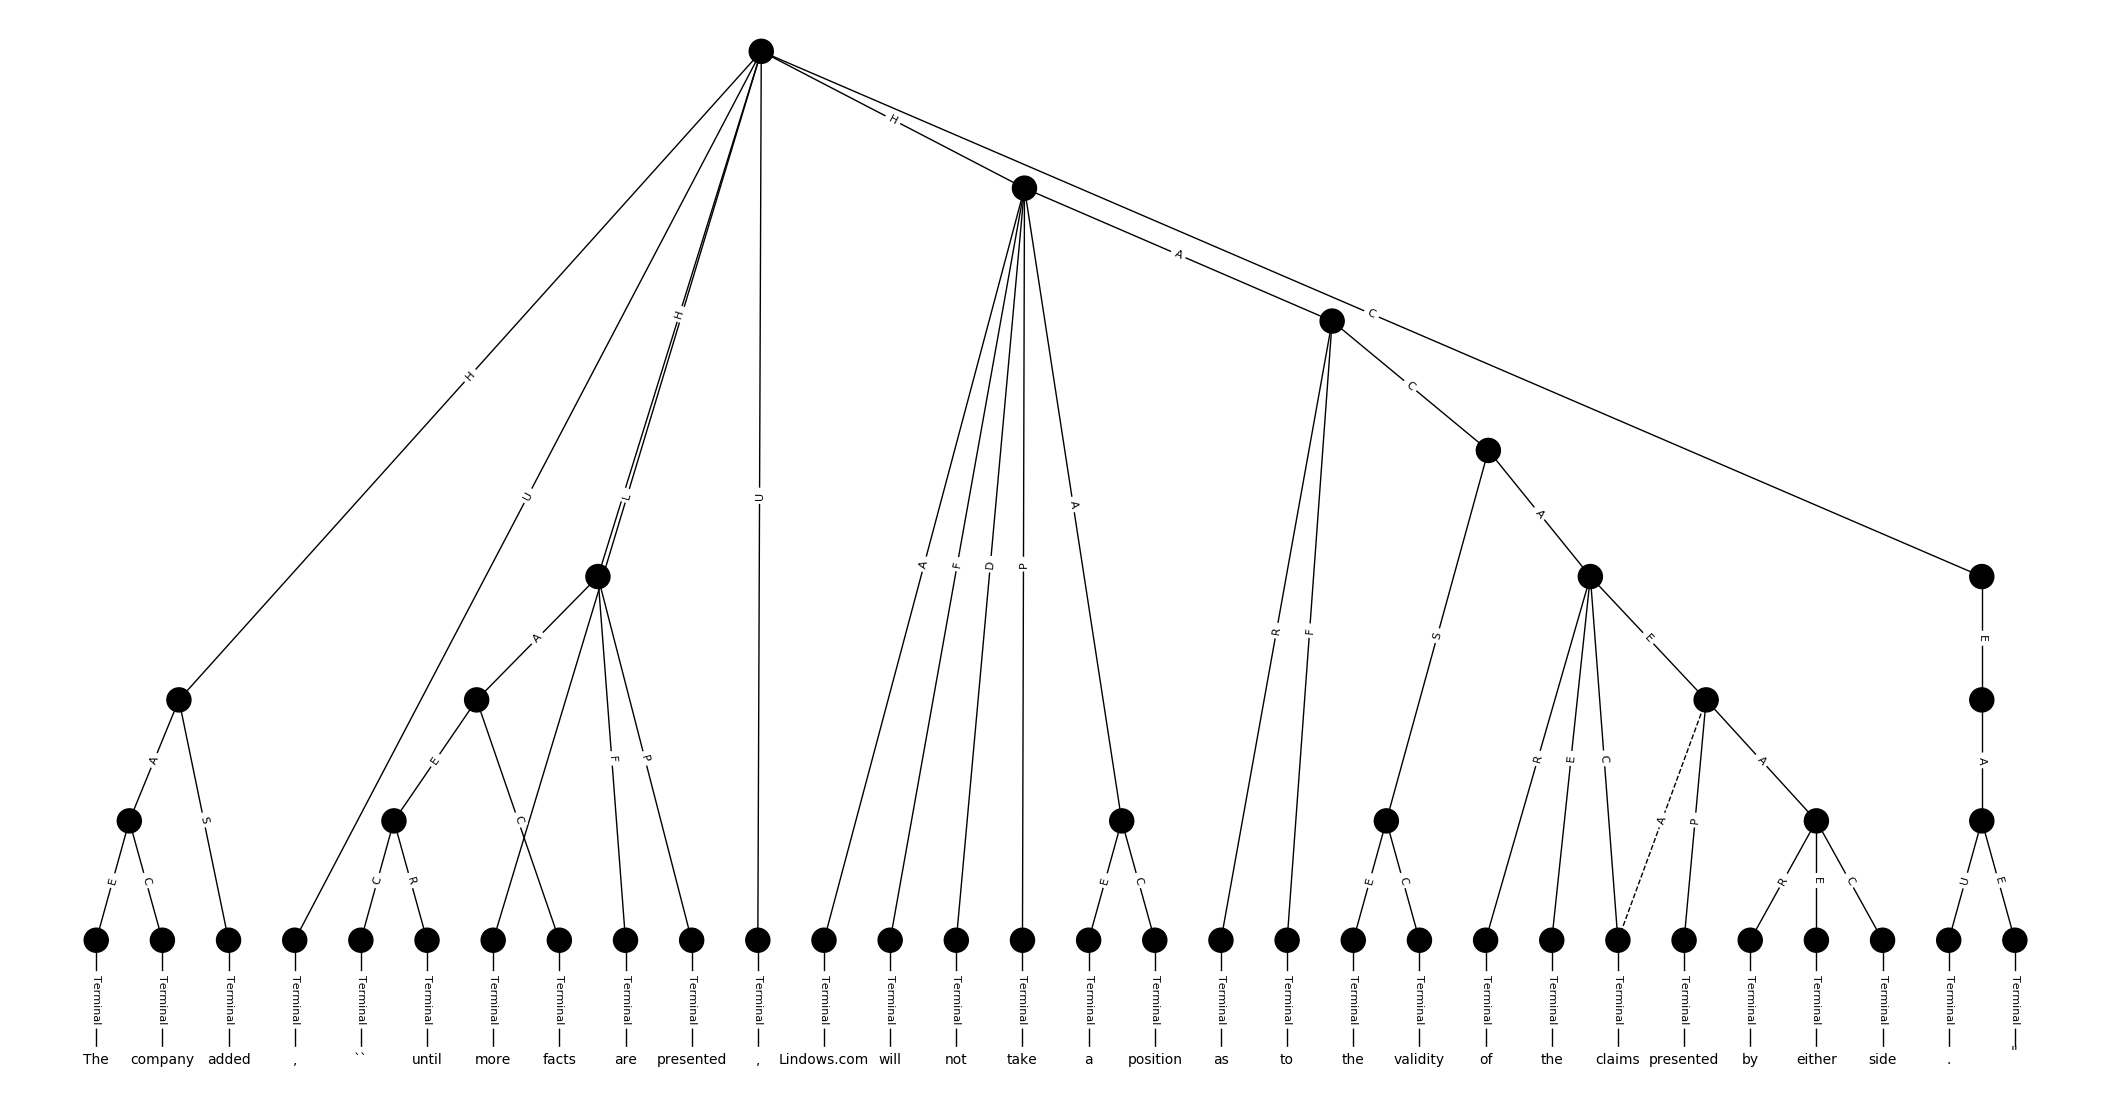 H
H
A
C
H
C
H
L
U
U
A
S
A
F
D
P
A
R
F
A
E
S
E
A
E
C
A
F
P
R
E
C
A
P
A
A
S
C
E
C
C
R
E
C
E
C
R
E
C
U
E
Terminal Terminal Terminal Terminal Terminal Terminal Terminal Terminal Terminal Terminal Terminal Terminal Terminal Terminal Terminal Terminal Terminal Terminal Terminal Terminal Terminal Terminal Terminal Terminal Terminal Terminal Terminal Terminal Terminal Terminal
The company added , `` until more facts are presented , Lindows.com will not take a position as to the validity of the claims presented by either side . "